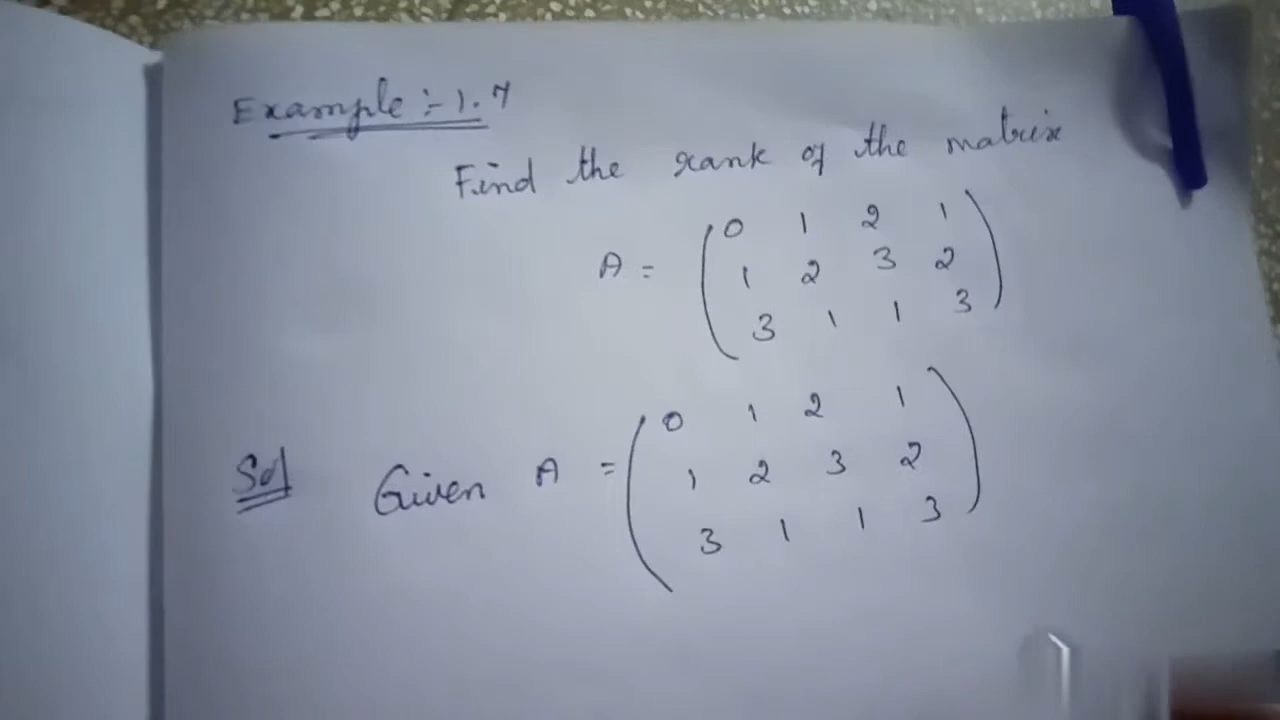 Example :- 1.7
Find the rank of the matrix
A = ( 0 1 2 1
1 2 3 2
3 1 1 3 )
Sol Given A = ( 0 1 2 1
1 2 3 2
3 1 1 3 )